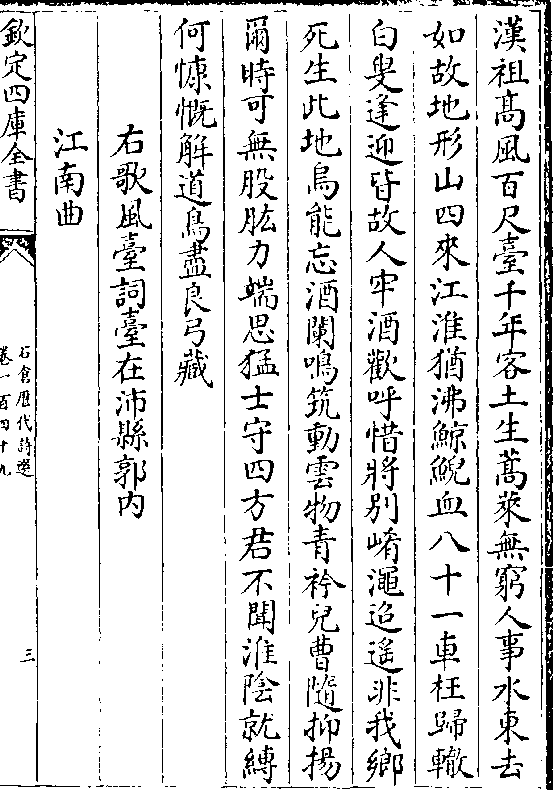 漢祖髙風百尺臺千年客土生蒿萊無窮人事水東去
如故地形山四來江淮猶沸鯨鯢血八十一車枉歸轍
白叟逢迎皆故人牢酒歡呼惜將别崤澠迢遥非我鄉
死生此地烏能忘酒闌鳴筑動雲物青衿兒曹隨抑揚
爾時可無股肱力端思猛士守四方君不聞淮陰就縛
何慷慨解道鳥盡良弓藏
右歌風臺詞臺在沛縣郭内
江南曲
欽定四庫全書
石倉歴代詩選
卷一百四十九
三